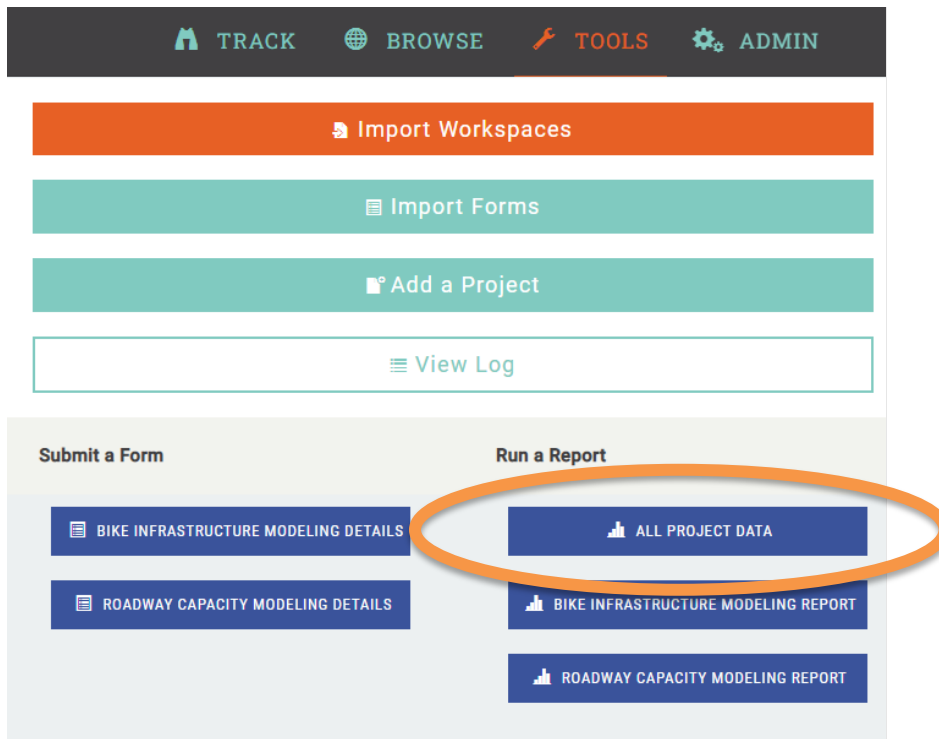 TRACK BROWSE TOOLS ADMIN
Import Workspaces
Import Forms
Add a Project
View Log
Submit a Form
Run a Report
BIKE INFRASTRUCTURE MODELING DETAILS
ALL PROJECT DATA
ROADWAY CAPACITY MODELING DETAILS
BIKE INFRASTRUCTURE MODELING REPORT
ROADWAY CAPACITY MODELING REPORT